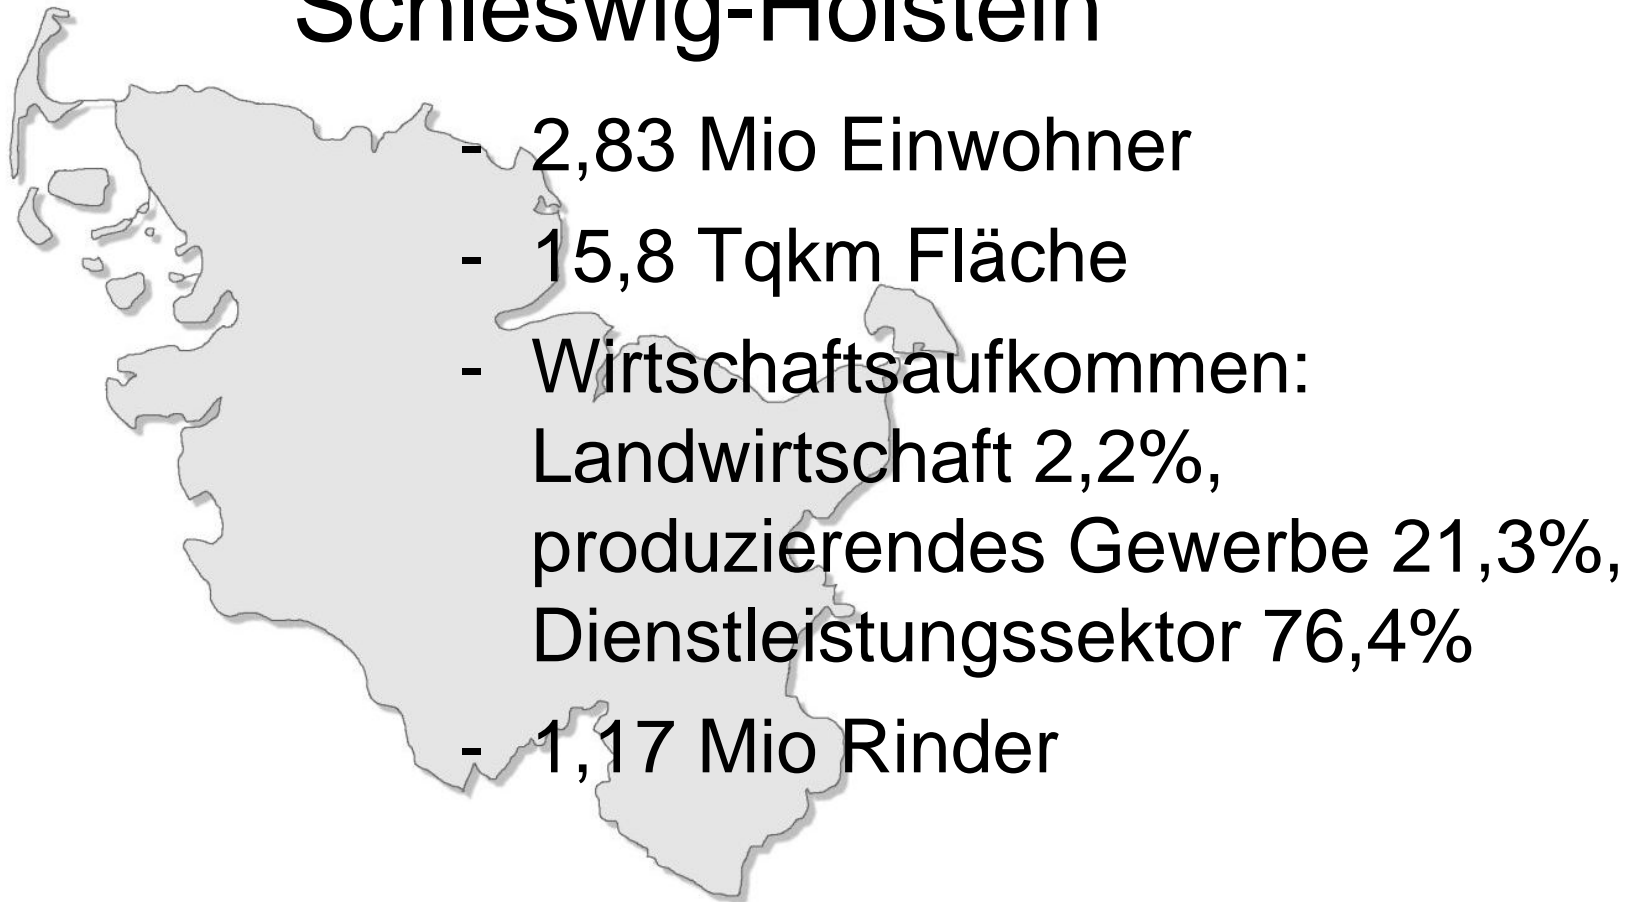 Schleswig-Holstein
- 2,83 Mio Einwohner
- 15,8 Tqkm Fläche
- Wirtschaftsaufkommen:
Landwirtschaft 2,2%,
produzierendes Gewerbe 21,3%,
Dienstleistungssektor 76,4%
- 1,17 Mio Rinder